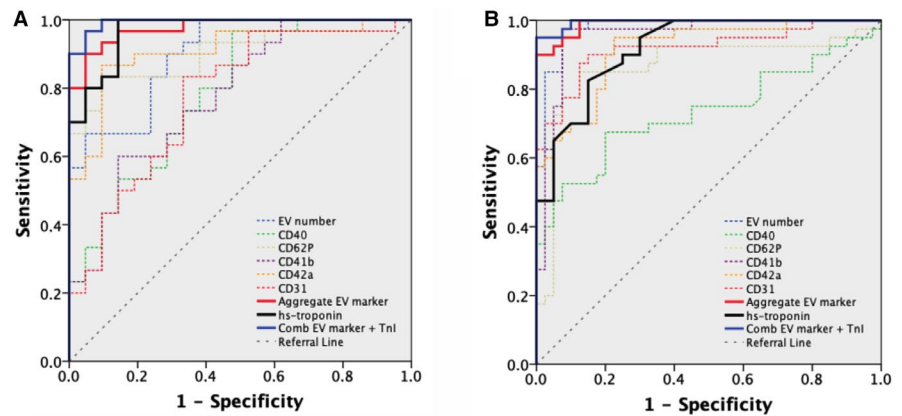 A
1.0
0.8
0.6
0.4
0.2
0.0
Sensitivity
EV number
CD40
CD62P
CD41b
CD42a
CD31
Aggregate EV marker
hs-troponin
Comb EV marker + TnI
Referral Line
0.0 0.2 0.4 0.6 0.8 1.0
1 – Specificity
B
1.0
0.8
0.6
0.4
0.2
0.0
Sensitivity
EV number
CD40
CD62P
CD41b
CD42a
CD31
Aggregate EV marker
hs-troponin
Comb EV marker + TnI
Referral Line
0.0 0.2 0.4 0.6 0.8 1.0
1 – Specificity